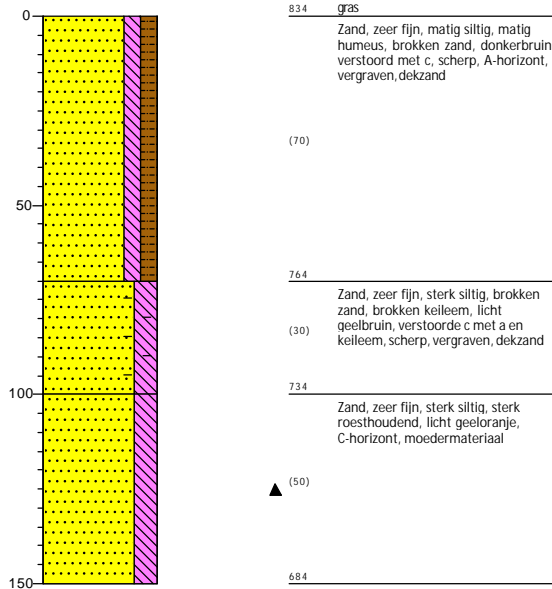 0
834 gras
Zand, zeer fijn, matig siltig, matig
humeus, brokken zand, donkerbruin
verstoord met c, scherp, A-horizont,
vergraven, dekzand
(70)
50
764
Zand, zeer fijn, sterk siltig, brokken
zand, brokken keileem, licht
geelbruin, verstoorde c met a en
keileem, scherp, vergraven, dekzand
(30)
734
100
Zand, zeer fijn, sterk siltig, sterk
roesthoudend, licht geeloranje,
C-horizont, moedermateriaal
(50)
684
150